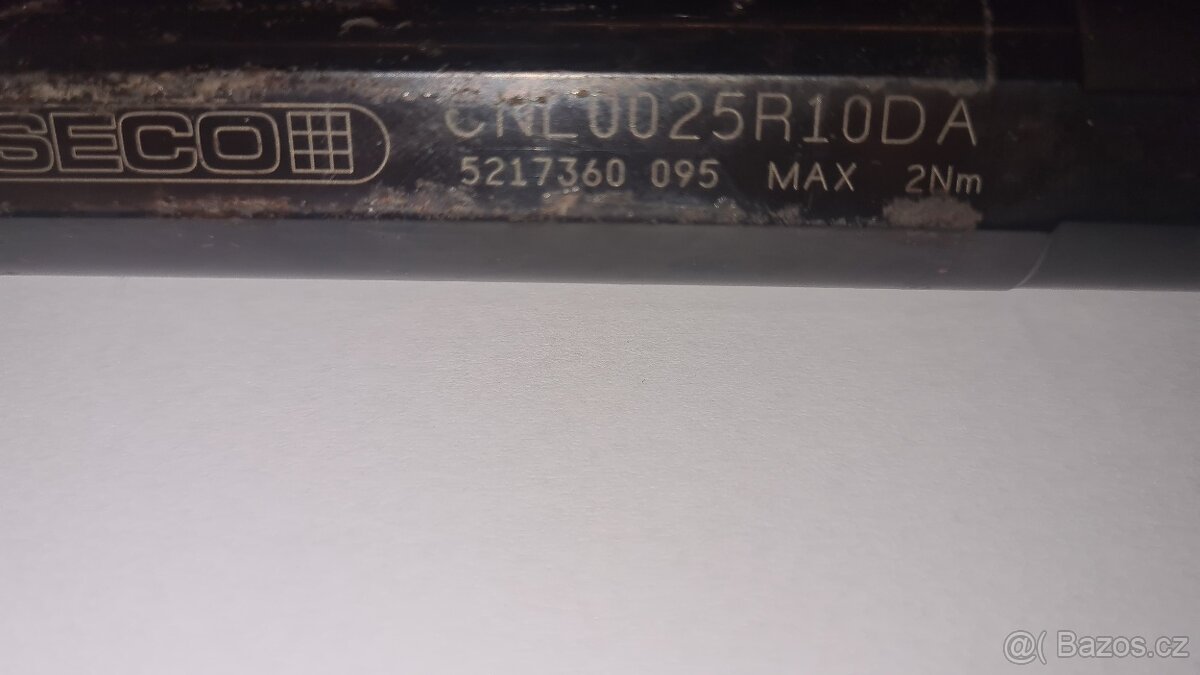 SECO CNL0025R10DA
5217360 095 MAX 2Nm
@( Bazos.cz